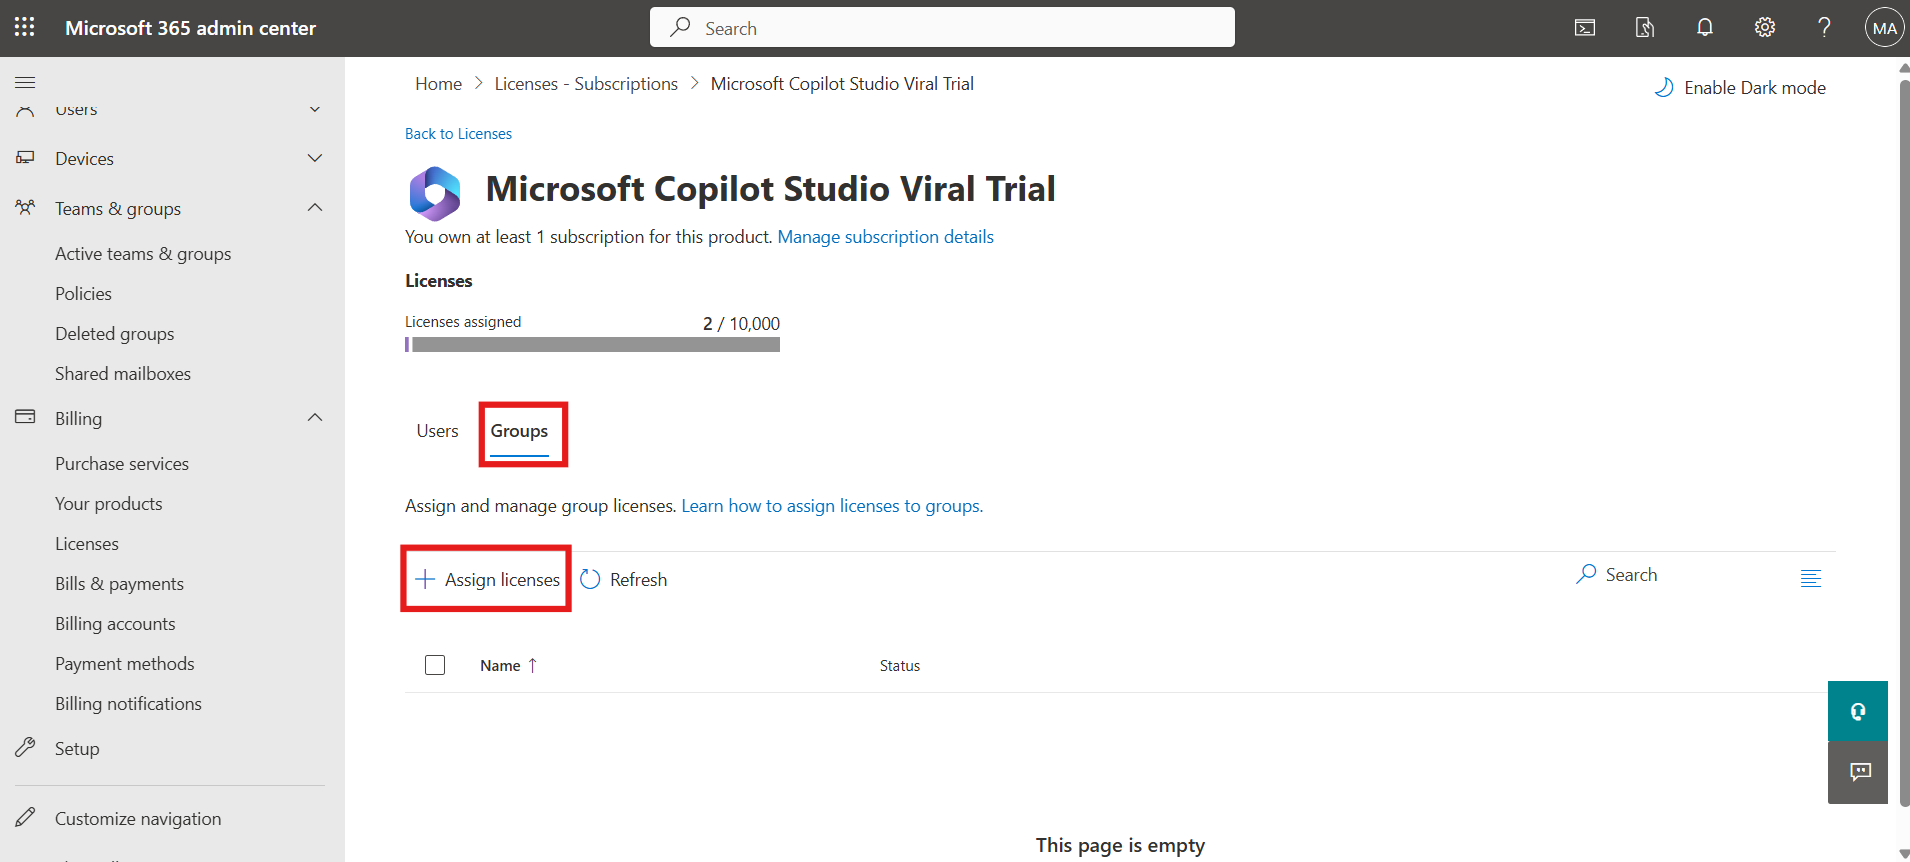 Microsoft 365 admin center
Search
MA
Users
Devices
Teams & groups
Active teams & groups
Policies
Deleted groups
Shared mailboxes
Billing
Purchase services
Your products
Licenses
Bills & payments
Billing accounts
Payment methods
Billing notifications
Setup
Customize navigation
Home > Licenses - Subscriptions > Microsoft Copilot Studio Viral Trial
Enable Dark mode
Back to Licenses
Microsoft Copilot Studio Viral Trial
You own at least 1 subscription for this product. Manage subscription details
Licenses
Licenses assigned 2 / 10,000
Users Groups
Assign and manage group licenses. Learn how to assign licenses to groups.
+ Assign licenses Refresh Search
Name ↑ Status
This page is empty